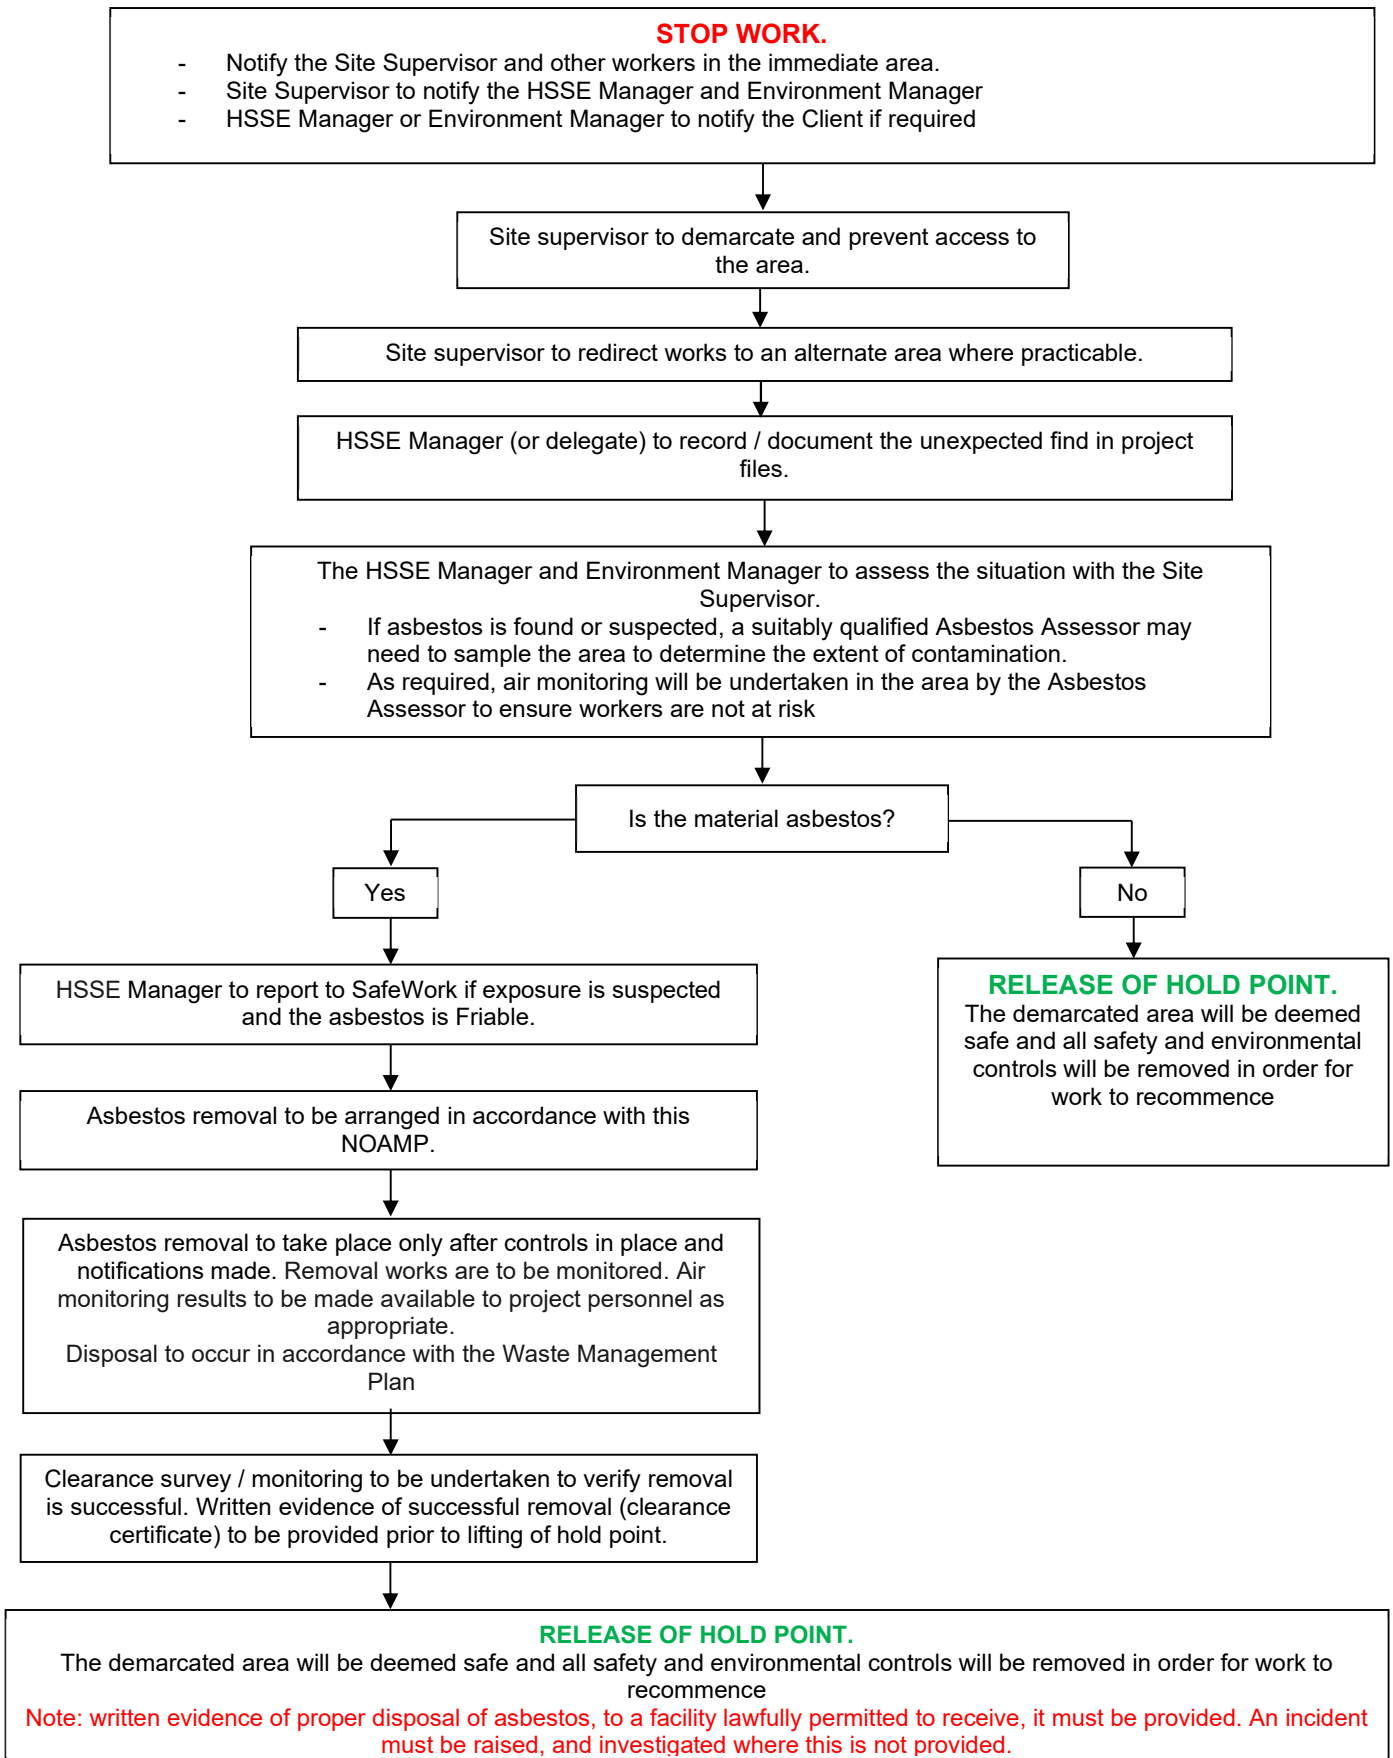 STOP WORK.
- Notify the Site Supervisor and other workers in the immediate area.
- Site Supervisor to notify the HSSE Manager and Environment Manager
- HSSE Manager or Environment Manager to notify the Client if required
Site supervisor to demarcate and prevent access to
the area.
Site supervisor to redirect works to an alternate area where practicable.
HSSE Manager (or delegate) to record / document the unexpected find in project
files.
The HSSE Manager and Environment Manager to assess the situation with the Site
Supervisor.
- If asbestos is found or suspected, a suitably qualified Asbestos Assessor may
need to sample the area to determine the extent of contamination.
- As required, air monitoring will be undertaken in the area by the Asbestos
Assessor to ensure workers are not at risk
Is the material asbestos?
Yes
No
HSSE Manager to report to SafeWork if exposure is suspected
and the asbestos is Friable.
RELEASE OF HOLD POINT.
The demarcated area will be deemed
safe and all safety and environmental
controls will be removed in order for
work to recommence
Asbestos removal to be arranged in accordance with this
NOAMP.
Asbestos removal to take place only after controls in place and
notifications made. Removal works are to be monitored. Air
monitoring results to be made available to project personnel as
appropriate.
Disposal to occur in accordance with the Waste Management
Plan
Clearance survey / monitoring to be undertaken to verify removal
is successful. Written evidence of successful removal (clearance
certificate) to be provided prior to lifting of hold point.
RELEASE OF HOLD POINT.
The demarcated area will be deemed safe and all safety and environmental controls will be removed in order for work to
recommence
Note: written evidence of proper disposal of asbestos, to a facility lawfully permitted to receive, it must be provided. An incident
must be raised, and investigated where this is not provided.